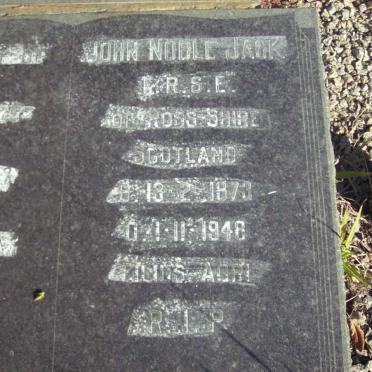 JOHN NOBLE JACK
F.R.S.E.
OF ROSS-SHIRE
SCOTLAND
B. 13·2·1873
D. 1·11·1948
R.I.P